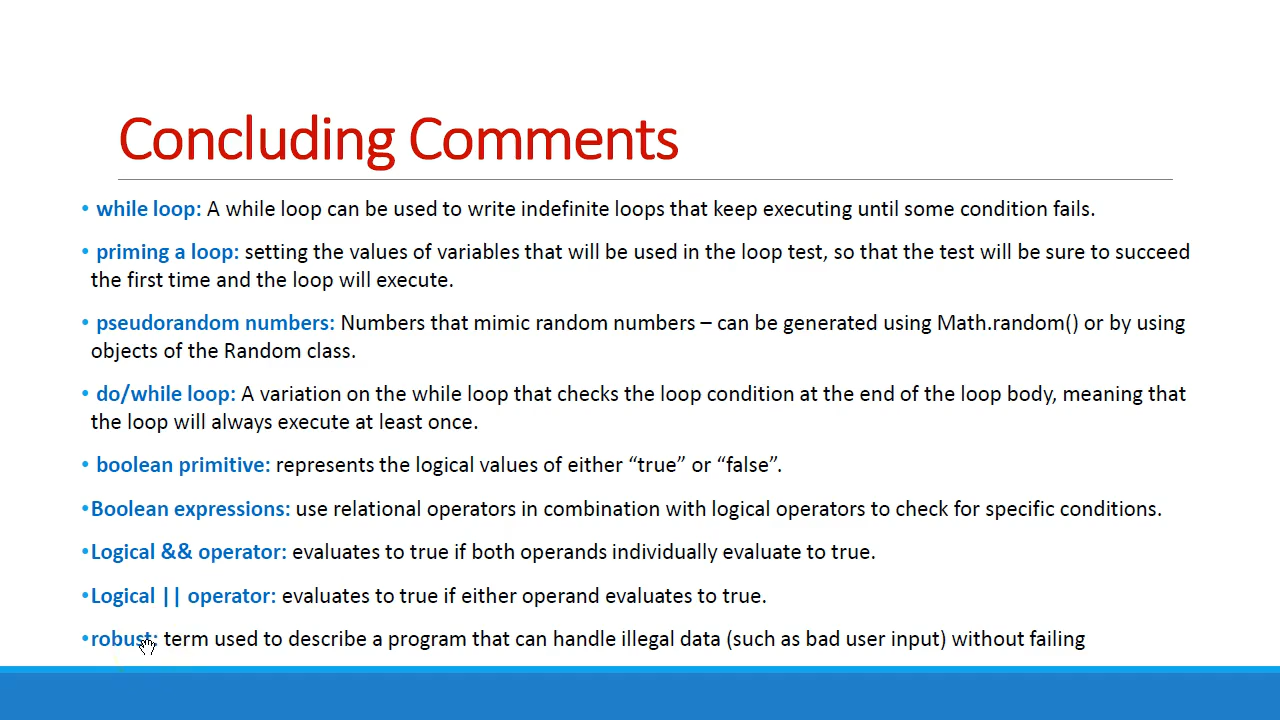 Concluding Comments
• while loop: A while loop can be used to write indefinite loops that keep executing until some condition fails.
• priming a loop: setting the values of variables that will be used in the loop test, so that the test will be sure to succeed
the first time and the loop will execute.
• pseudorandom numbers: Numbers that mimic random numbers – can be generated using Math.random() or by using
objects of the Random class.
• do/while loop: A variation on the while loop that checks the loop condition at the end of the loop body, meaning that
the loop will always execute at least once.
• boolean primitive: represents the logical values of either “true” or “false”.
•Boolean expressions: use relational operators in combination with logical operators to check for specific conditions.
•Logical && operator: evaluates to true if both operands individually evaluate to true.
•Logical || operator: evaluates to true if either operand evaluates to true.
•robust: term used to describe a program that can handle illegal data (such as bad user input) without failing